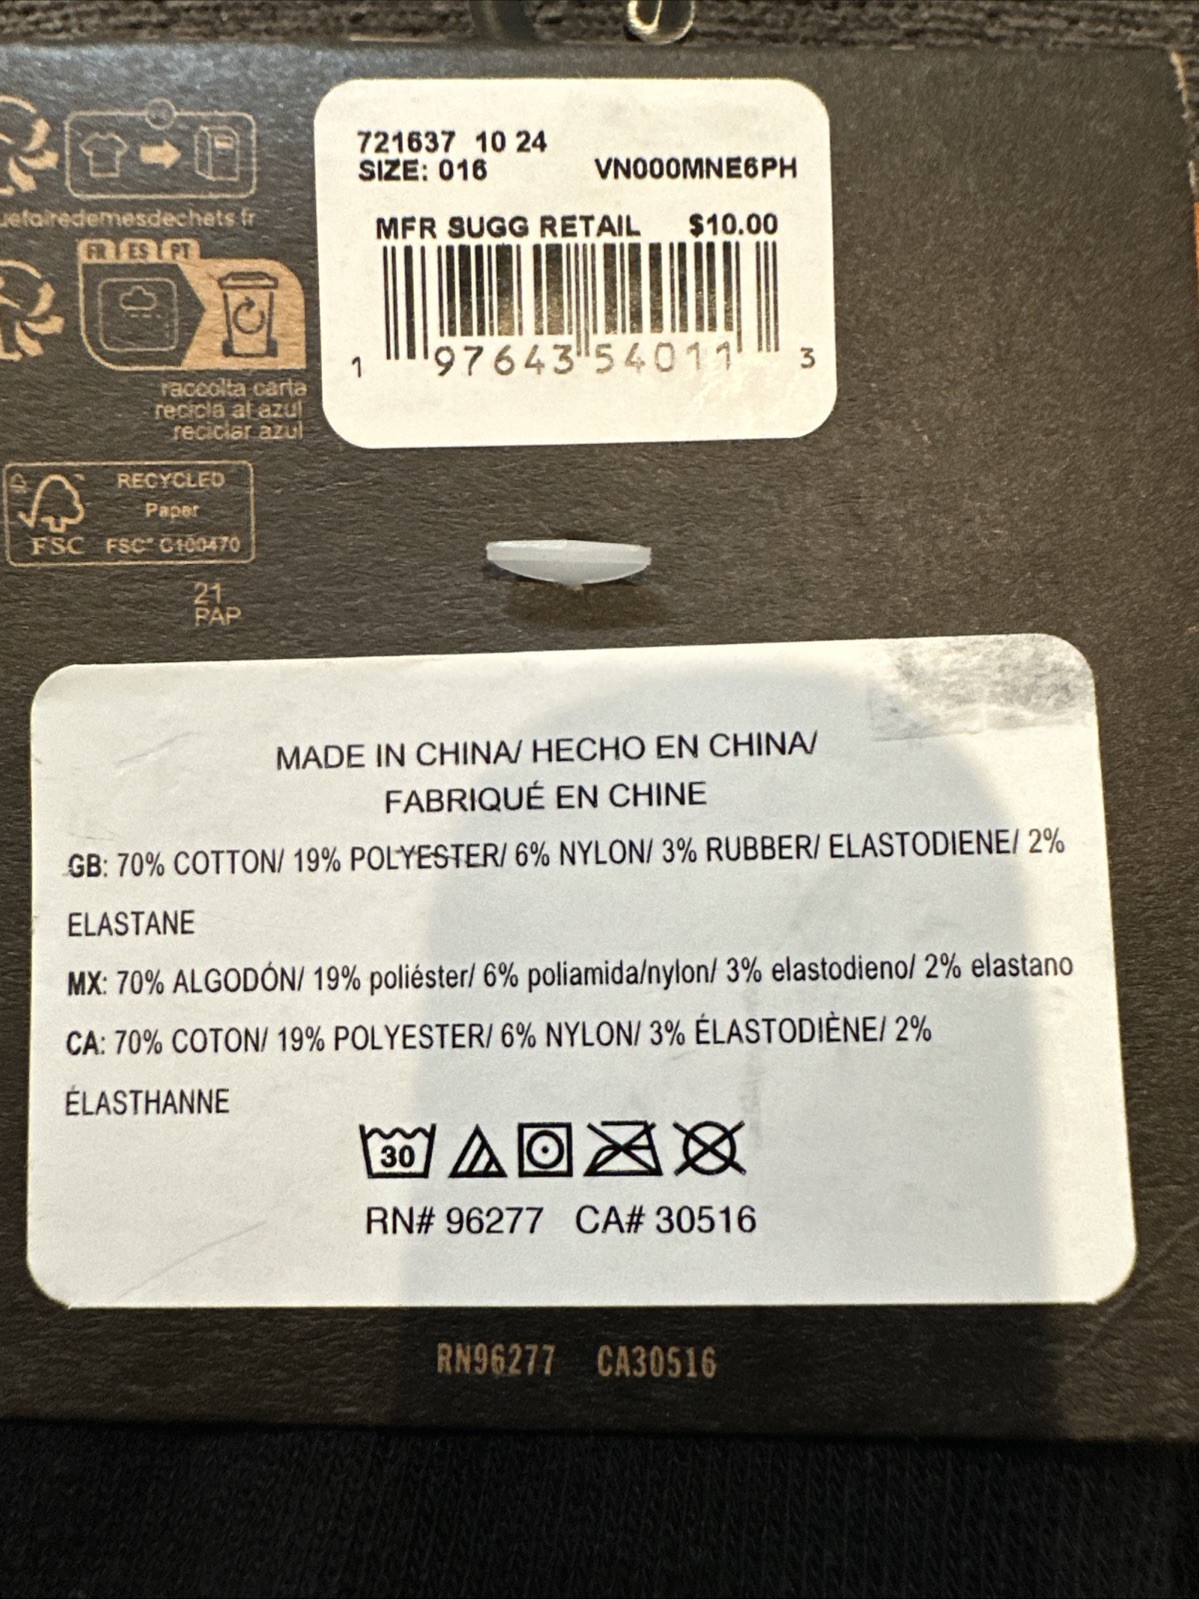 721637 10 24
SIZE: 016 VN000MNE6PH
MFR SUGG RETAIL $10.00
1 97643 54011 3
uefairedemesdechets.fr
FR ES PT
raccolta carta
recicla al azul
reciclar azul
RECYCLED
Paper
FSC FSC® C100470
21
PAP
MADE IN CHINA/ HECHO EN CHINA/
FABRIQUÉ EN CHINE
GB: 70% COTTON/ 19% POLYESTER/ 6% NYLON/ 3% RUBBER/ ELASTODIENE/ 2%
ELASTANE
MX: 70% ALGODÓN/ 19% poliéster/ 6% poliamida/nylon/ 3% elastodieno/ 2% elastano
CA: 70% COTON/ 19% POLYESTER/ 6% NYLON/ 3% ÉLASTODIÈNE/ 2%
ÉLASTHANNE
30
RN# 96277 CA# 30516
RN96277 CA30516